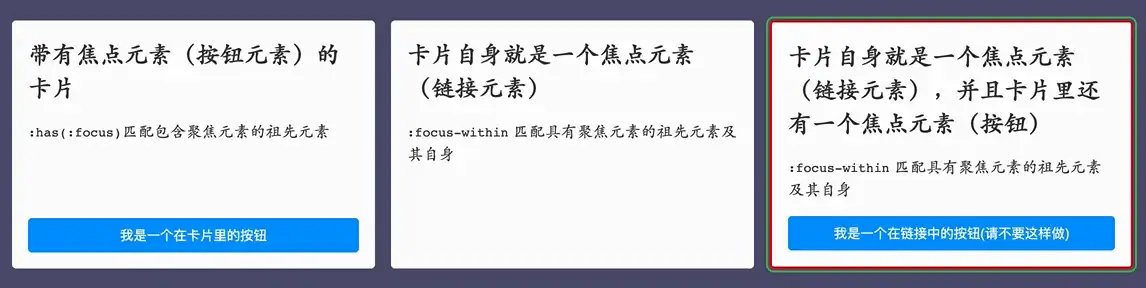 带有焦点元素（按钮元素）的
卡片
:has(:focus)匹配包含聚焦元素的祖先元素
我是一个在卡片里的按钮
卡片自身就是一个焦点元素
（链接元素）
:focus-within 匹配具有聚焦元素的祖先元素及
其自身
卡片自身就是一个焦点元素
（链接元素），并且卡片里还
有一个焦点元素（按钮）
:focus-within 匹配具有聚焦元素的祖先元素
及其自身
我是一个在链接中的按钮(请不要这样做)